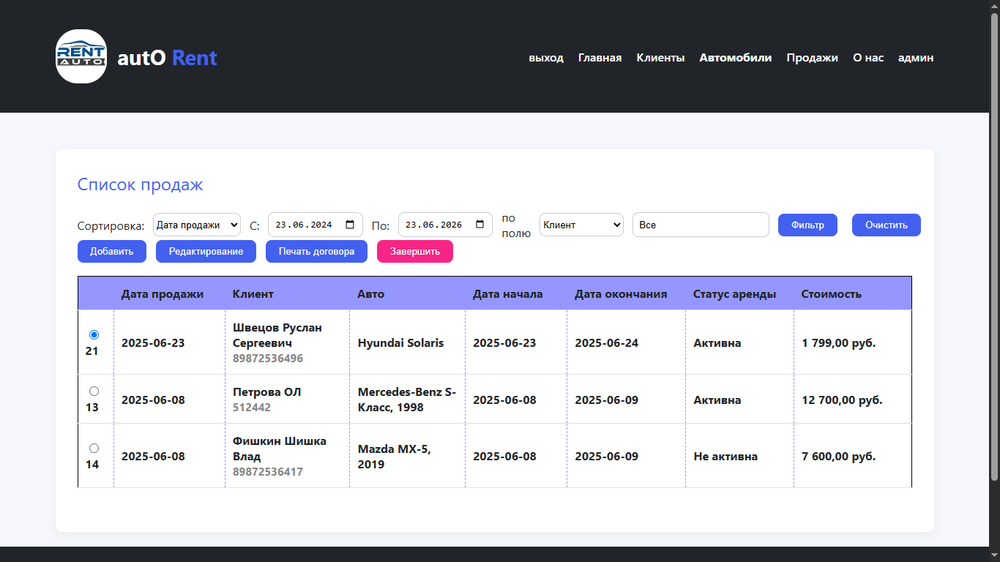 RENT
AUTO
autO Rent
выход Главная Клиенты Автомобили Продажи О нас админ
Список продаж
Сортировка: Дата продажи С: 23.06.2024 По: 23.06.2026 по полю Клиент Все Фильтр Очистить
Добавить Редактирование Печать договора Завершить
Дата продажи Клиент Авто Дата начала Дата окончания Статус аренды Стоимость
21 2025-06-23 Швецов Руслан Сергеевич 89872536496 Hyundai Solaris 2025-06-23 2025-06-24 Активна 1 799,00 руб.
13 2025-06-08 Петрова ОЛ 512442 Mercedes-Benz S-Класс, 1998 2025-06-08 2025-06-09 Активна 12 700,00 руб.
14 2025-06-08 Фишкин Шишка Влад 89872536417 Mazda MX-5, 2019 2025-06-08 2025-06-09 Не активна 7 600,00 руб.